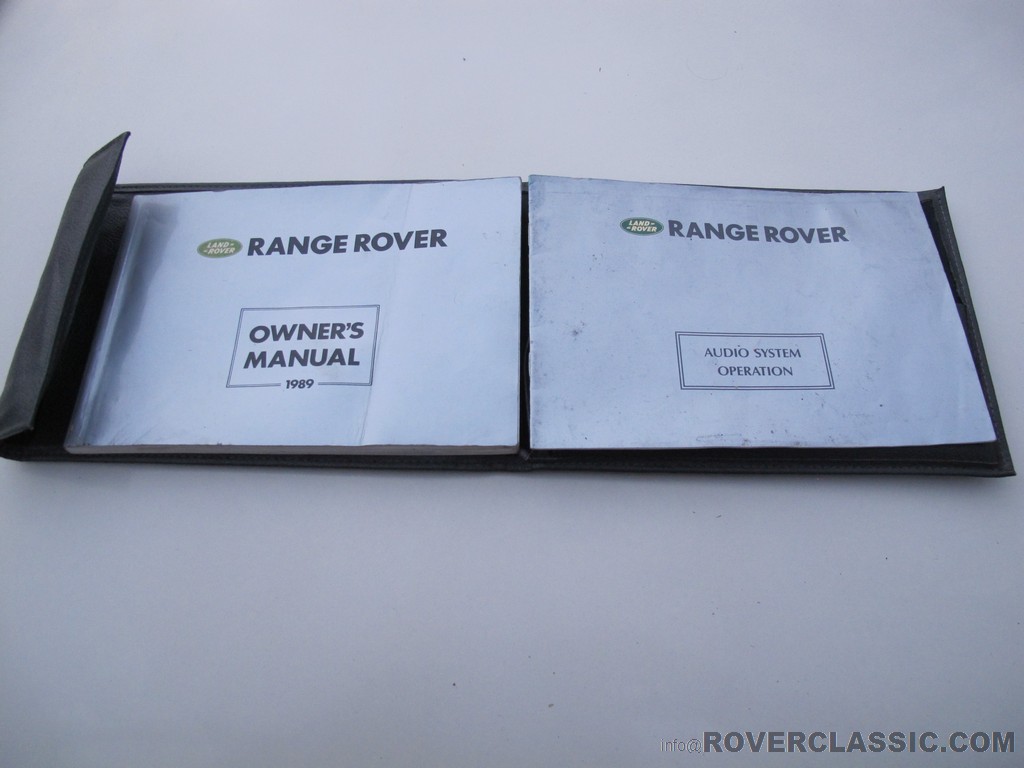 LAND-
-ROVER
RANGE ROVER
OWNER'S
MANUAL
1989
LAND-
-ROVER
RANGE ROVER
AUDIO SYSTEM
OPERATION
Info@ROVERCLASSIC.COM